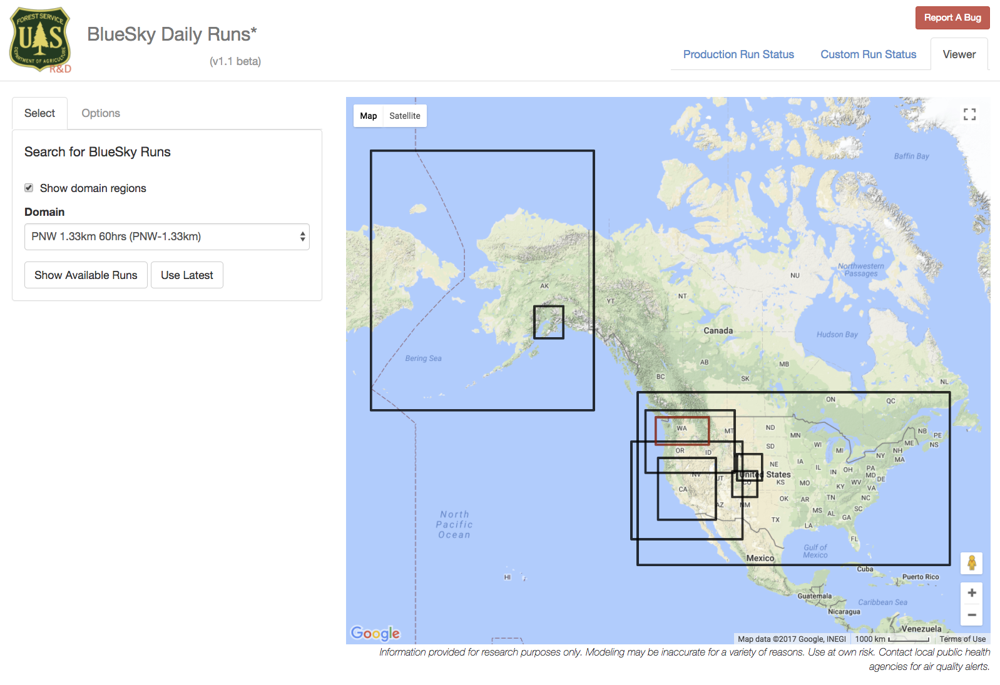 FOREST SERVICE
UAS
DEPARTMENT OF AGRICULTURE
R&D
BlueSky Daily Runs*
(v1.1 beta)
Report A Bug
Production Run Status
Custom Run Status
Viewer
Select
Options
Search for BlueSky Runs
Show domain regions
Domain
PNW 1.33km 60hrs (PNW-1.33km)
Show Available Runs
Use Latest
Map
Satellite
Baffin Bay
Northwestern
Passages
NU
AK
YT
NT
Canada
Hudson Bay
Bering Sea
AB
MB
BC
SK
NL
ON
QC
WA
MT
ND
MN
NB
PE
OR
ID
SD
WI
MI
ME
NS
NH
NY
MA
NE
IA
IL
IN
OH
PA
MD
DE
NV
UT
United States
CO
KS
MO
KY
WV
VA
CA
AZ
NM
OK
AR
TN
NC
MS
AL
SC
GA
TX
LA
FL
North
Pacific
Ocean
Gulf of
Mexico
Mexico
HI
Cuba
Puerto Rico
Guatemala
Caribbean Sea
Nicaragua
Venezuela
Google
Map data ©2017 Google, INEGI
1000 km
Terms of Use
Information provided for research purposes only. Modeling may be inaccurate for a variety of reasons. Use at own risk. Contact local public health
agencies for air quality alerts.